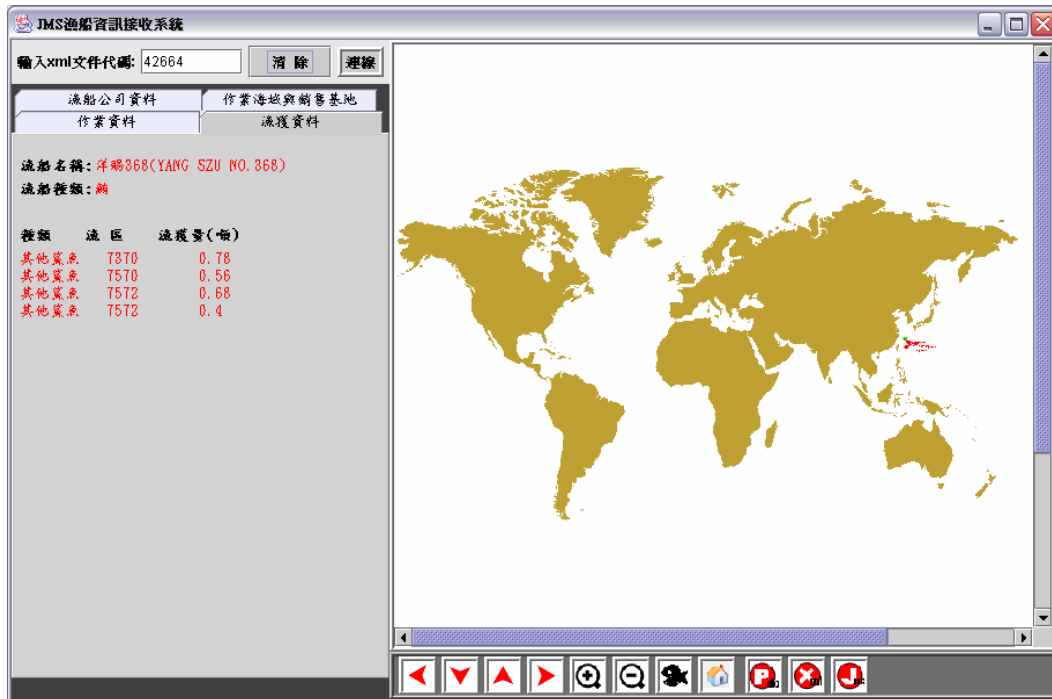 JMS漁船資訊接收系統
輸入xml文件代碼: 42664 清 除 連線
漁船公司資料 作業海域與銷售基地
作業資料 漁獲資料
漁船名稱:洋賜368(YANG SZU NO.368)
漁船種類:鮪
種類 漁 區 漁獲量(噸)
其他鯊魚 7370 0.78
其他鯊魚 7570 0.56
其他鯊魚 7572 0.68
其他鯊魚 7572 0.4